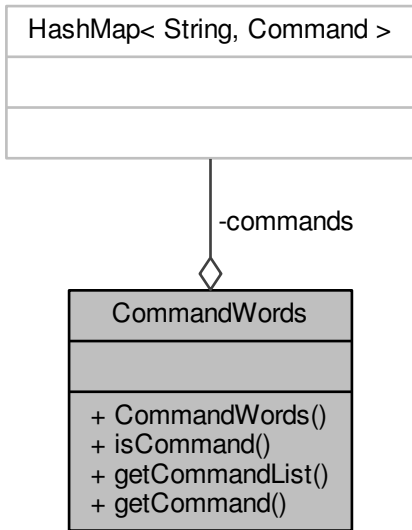 HashMap< String, Command >
-commands
CommandWords
+ CommandWords()
+ isCommand()
+ getCommandList()
+ getCommand()